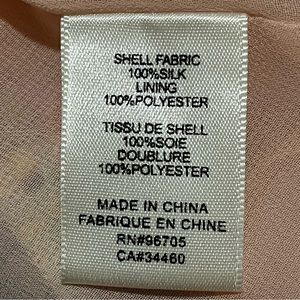 SHELL FABRIC
100%SILK
LINING
100%POLYESTER
TISSU DE SHELL
100%SOIE
DOUBLURE
100%POLYESTER
MADE IN CHINA
FABRIQUE EN CHINE
RN#96705
CA#34460